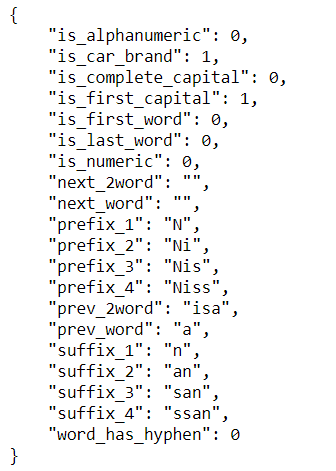 {
"is_alphanumeric": 0,
"is_car_brand": 1,
"is_complete_capital": 0,
"is_first_capital": 1,
"is_first_word": 0,
"is_last_word": 0,
"is_numeric": 0,
"next_2word": "",
"next_word": "",
"prefix_1": "N",
"prefix_2": "Ni",
"prefix_3": "Nis",
"prefix_4": "Niss",
"prev_2word": "isa",
"prev_word": "a",
"suffix_1": "n",
"suffix_2": "an",
"suffix_3": "san",
"suffix_4": "ssan",
"word_has_hyphen": 0
}